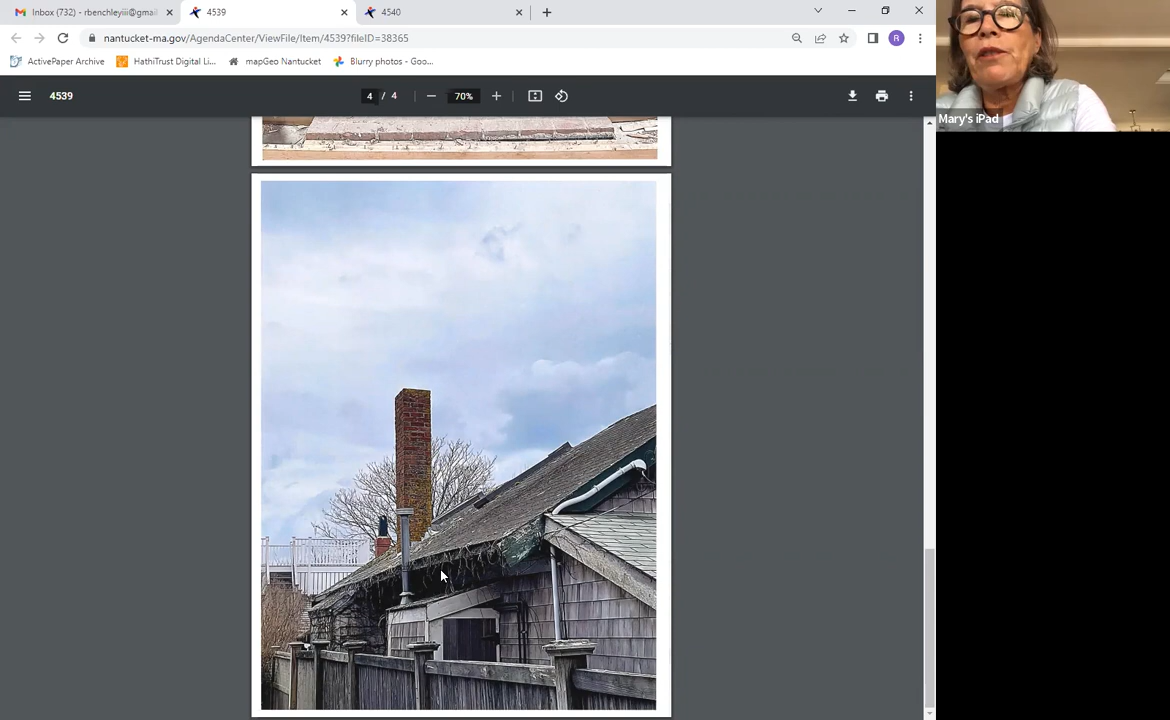 Inbox (732) - rbenchleyiii@gmai
4539
4540
nantucket-ma.gov/AgendaCenter/ViewFile/Item/4539?fileID=38365
R
ActivePaper Archive
HathiTrust Digital Li...
mapGeo Nantucket
Blurry photos - Goo...
4539
4 / 4
70%
Mary's iPad